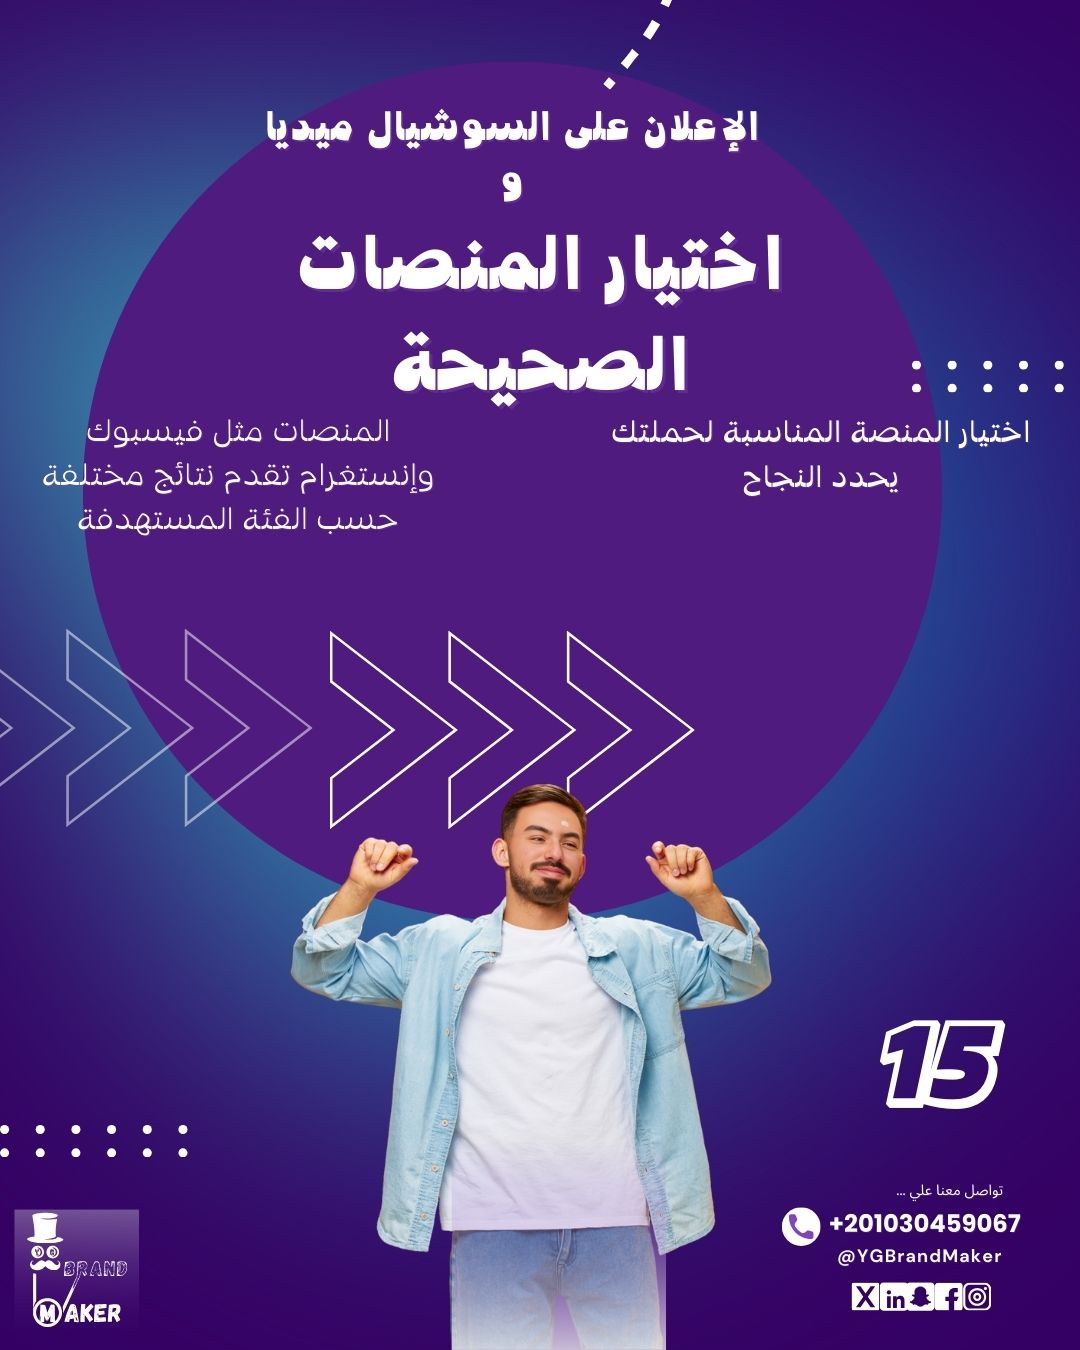 الإعلان على السوشيال ميديا
و
اختيار المنصات
الصحيحة
اختيار المنصة المناسبة لحملتك
يحدد النجاح
المنصات مثل فيسبوك
وإنستغرام تقدم نتائج مختلفة
حسب الفئة المستهدفة
15
تواصل معنا علي ...
+201030459067
@YGBrandMaker
BRAND
MAKER